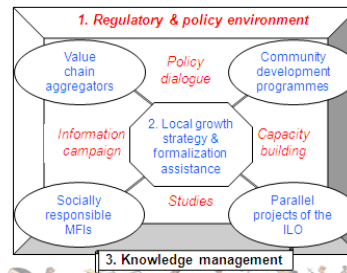 1. Regulatory & policy environment
Value
chain
aggregators
Policy
dialogue
Community
development
programmes
Information
campaign
2. Local growth
strategy &
formalization
assistance
Capacity
building
Socially
responsible
MFIs
Studies
Parallel
projects of the
ILO
3. Knowledge management